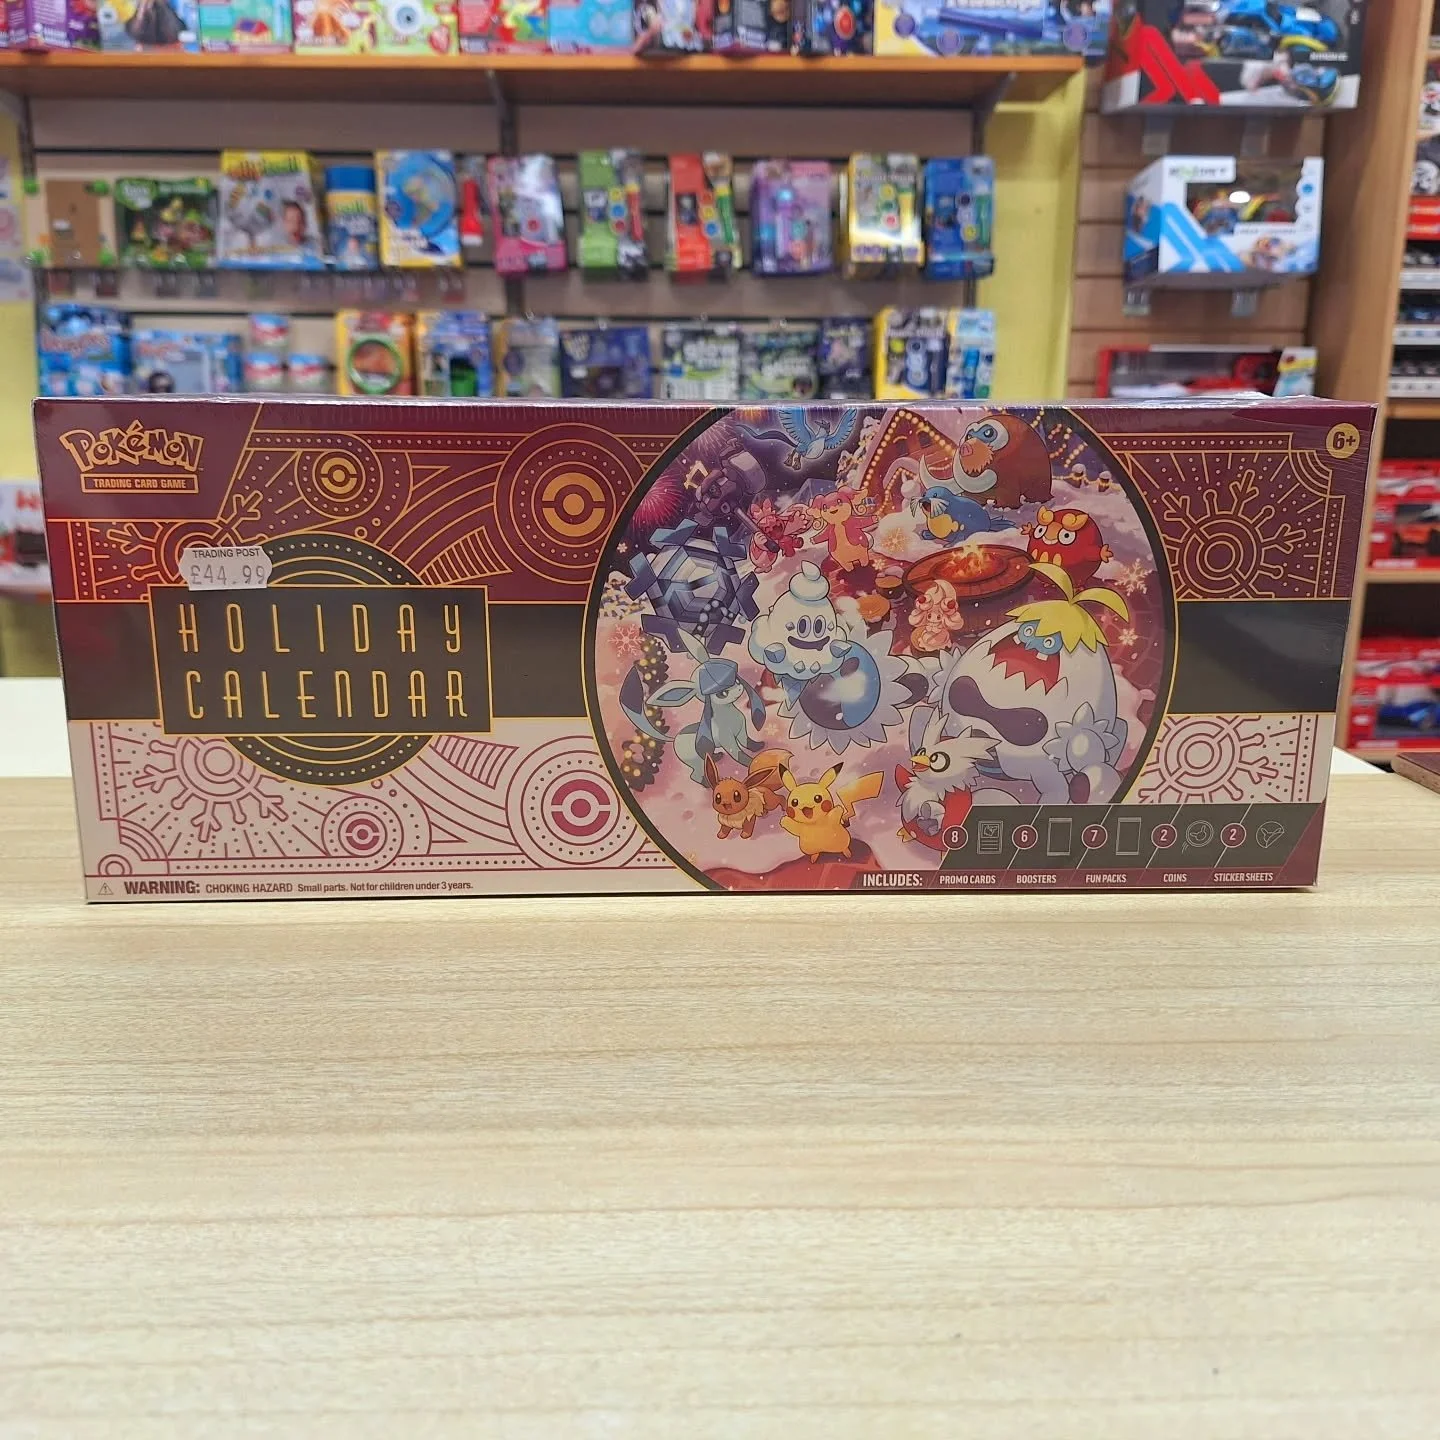 POKéMON
TRADING CARD GAME
6+
TRADING POST
£44.99
HOLIDAY
CALENDAR
8 6 7 2 2
INCLUDES: PROMO CARDS BOOSTERS FUN PACKS COINS STICKER SHEETS
WARNING: CHOKING HAZARD Small parts. Not for children under 3 years.